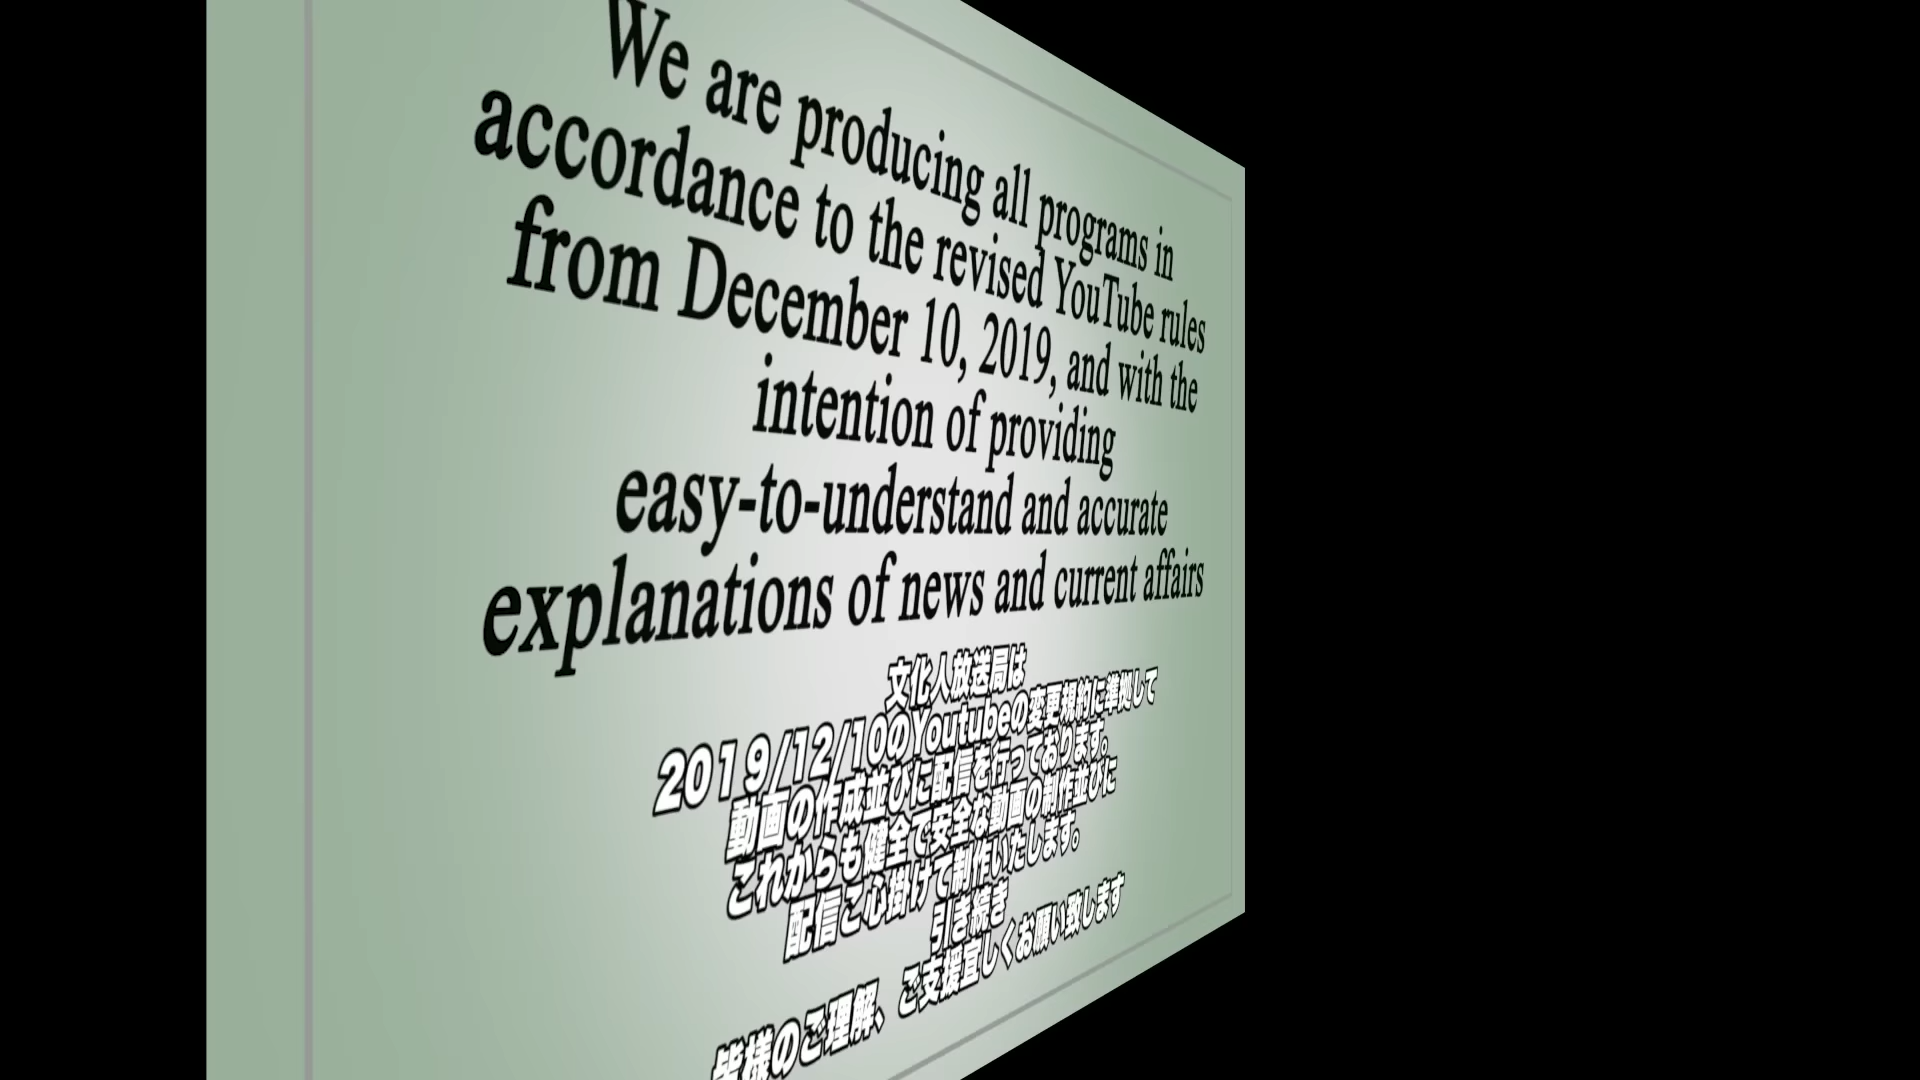 We are producing all programs in
accordance to the revised YouTube rules
from December 10, 2019, and with the
intention of providing
easy-to-understand and accurate
explanations of news and current affairs
文化人放送局は
2019/12/10のYoutubeの変更規約に準拠して
動画の作成並びに配信を行っております。
これからも健全で安全な動画の制作並びに
配信ご心掛けて制作いたします。
引き続き
皆様のご理解、ご支援宜しくお願い致します